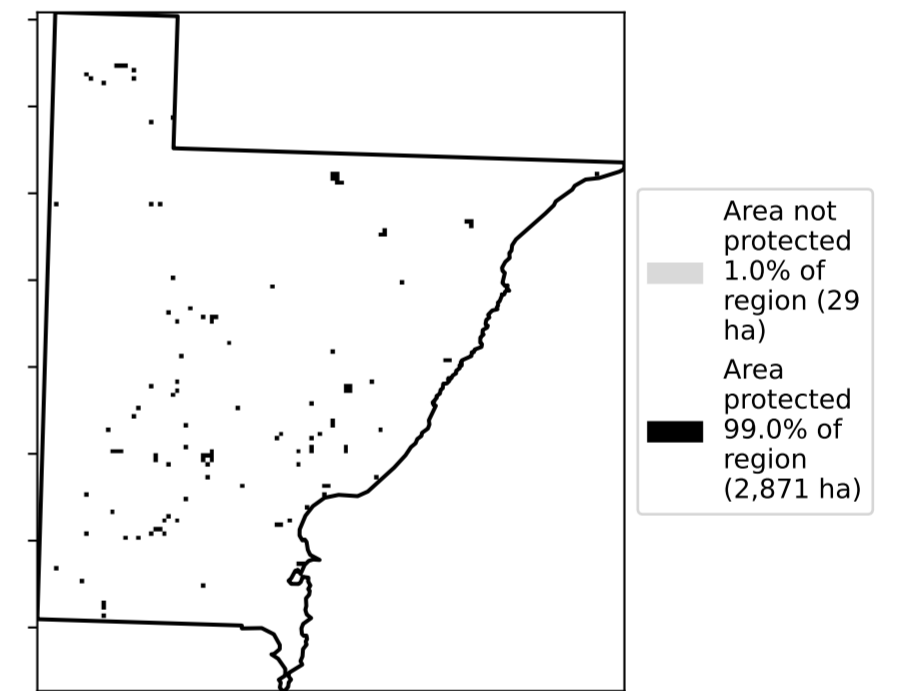 Area not
protected
1.0% of
region (29
ha)
Area
protected
99.0% of
region
(2,871 ha)